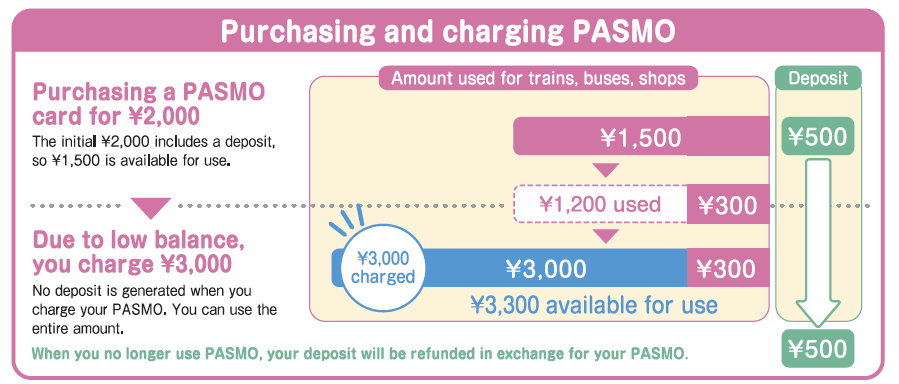 Purchasing and charging PASMO
Purchasing a PASMO
card for ¥2,000
The initial ¥2,000 includes a deposit,
so ¥1,500 is available for use.
Amount used for trains, buses, shops
Deposit
¥1,500
¥500
¥1,200 used
¥300
Due to low balance,
you charge ¥3,000
No deposit is generated when you
charge your PASMO. You can use the
entire amount.
¥3,000
charged
¥3,000
¥300
¥3,300 available for use
¥500
When you no longer use PASMO, your deposit will be refunded in exchange for your PASMO.